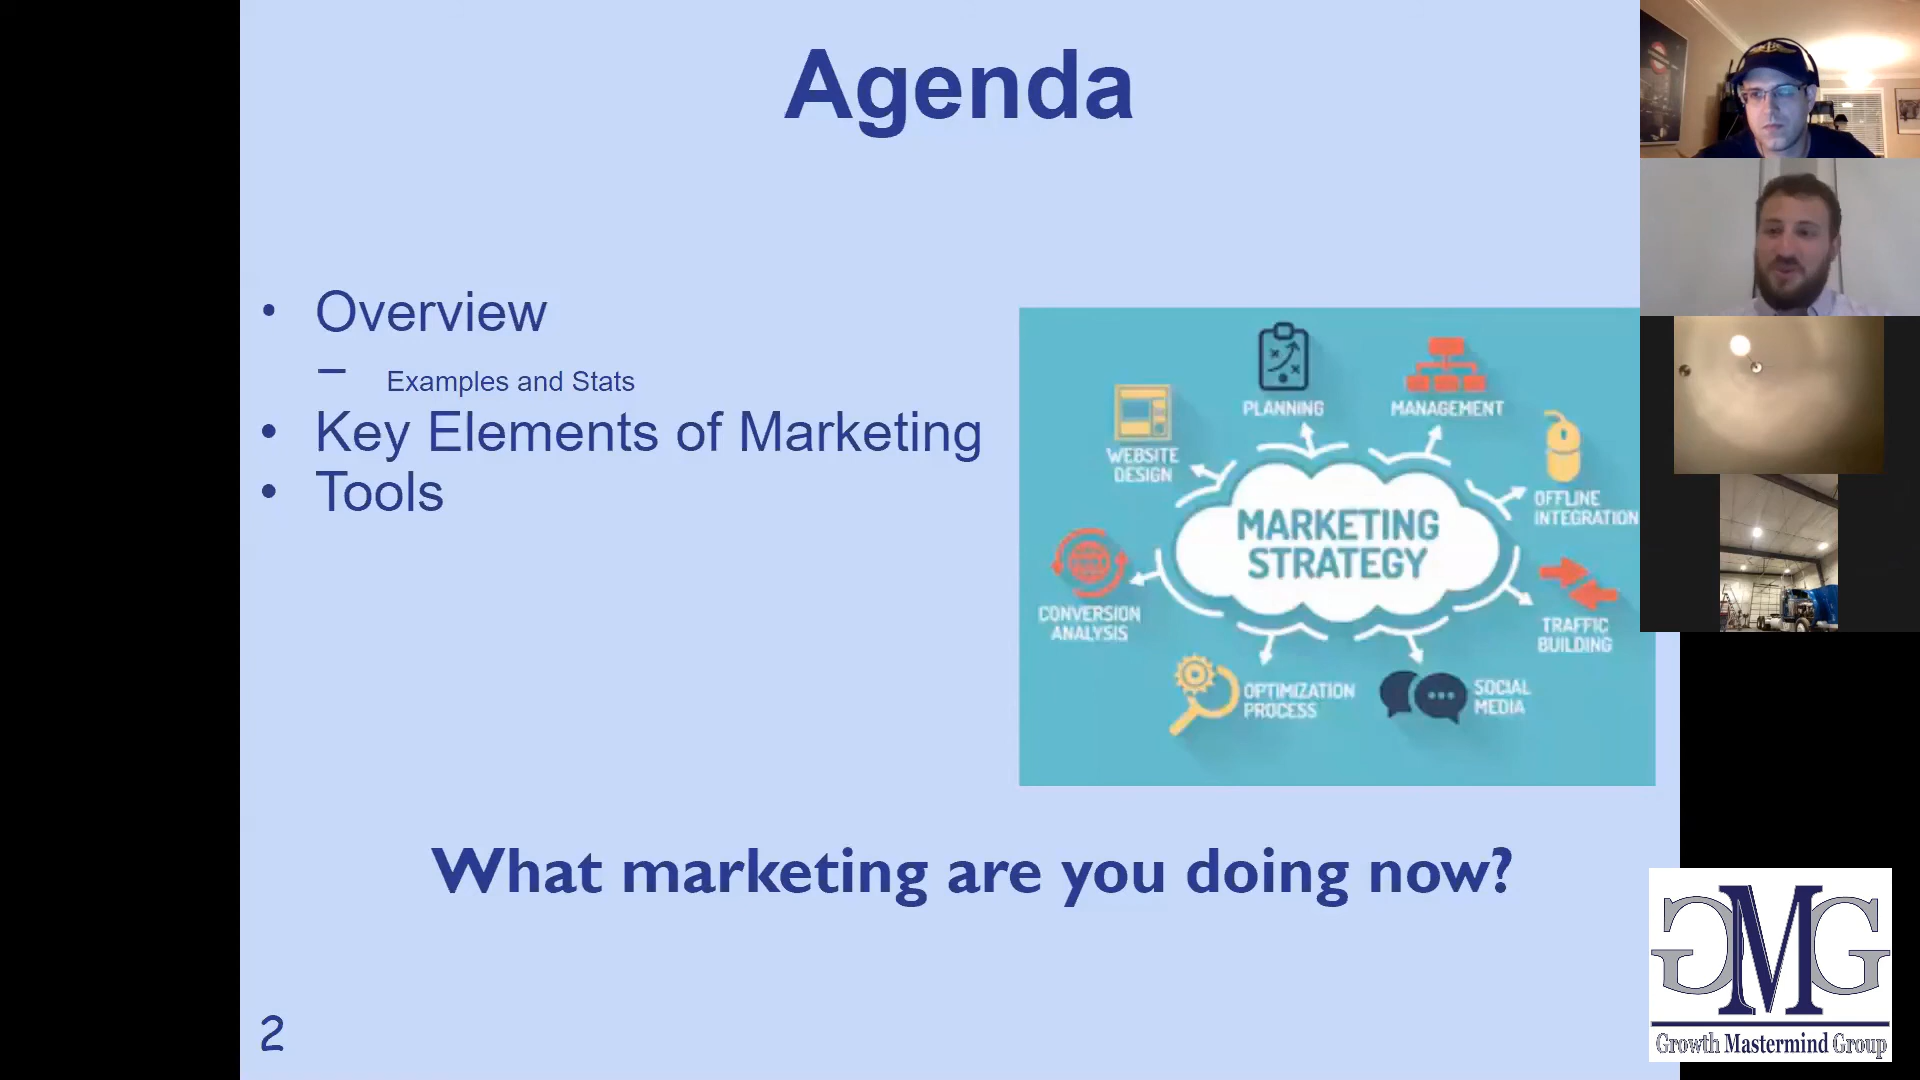 Agenda
• Overview
– Examples and Stats
• Key Elements of Marketing
• Tools
PLANNING
MANAGEMENT
WEBSITE
DESIGN
OFFLINE
INTEGRATION
MARKETING
STRATEGY
CONVERSION
ANALYSIS
TRAFFIC
BUILDING
OPTIMIZATION
PROCESS
SOCIAL
MEDIA
What marketing are you doing now?
2
GMG
Growth Mastermind Group